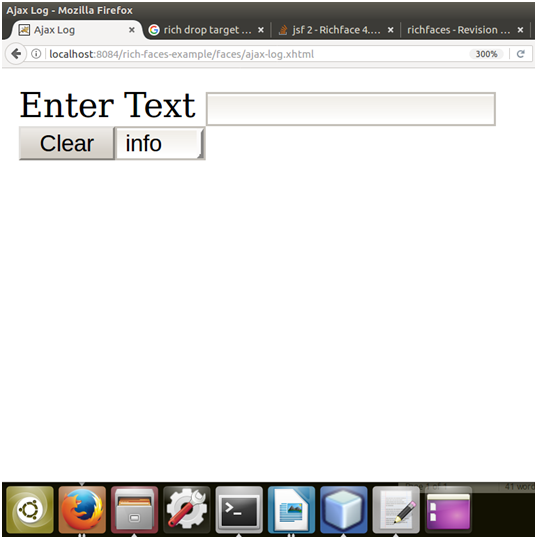 Ajax Log - Mozilla Firefox
Ajax Log × rich drop target ... × jsf 2 - Richface 4.... × richfaces - Revision ... ×
localhost:8084/rich-faces-example/faces/ajax-log.xhtml 300%
Enter Text
Clear info
41 word